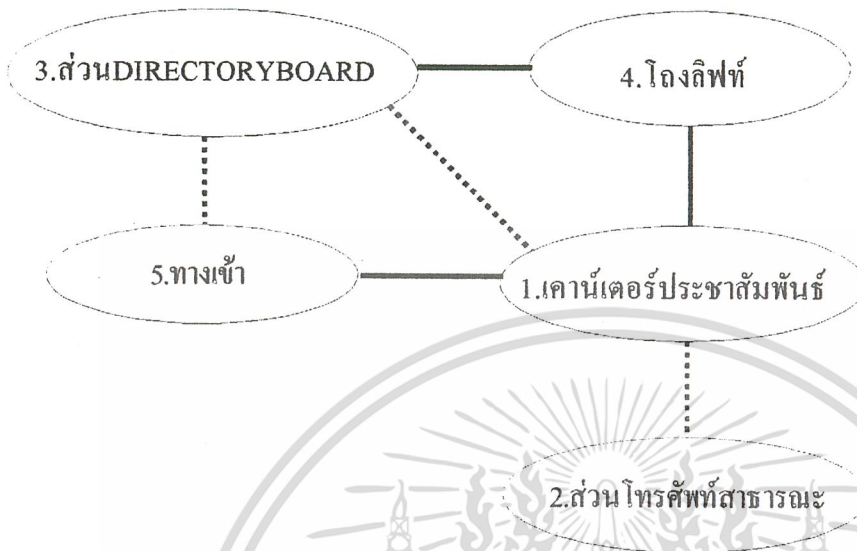 3.ส่วนDIRECTORYBOARD
4.โถงลิฟท์
5.ทางเข้า
1.เคาน์เตอร์ประชาสัมพันธ์
2.ส่วนโทรศัพท์สาธารณะ